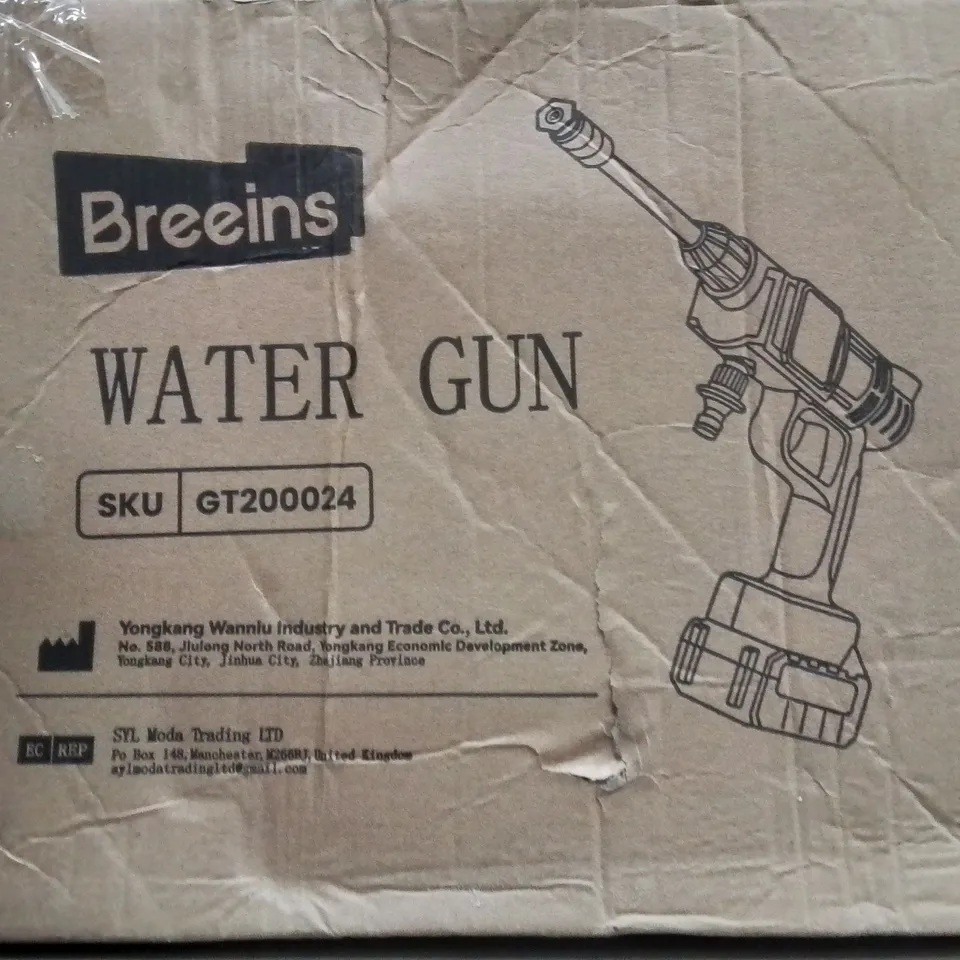 Breeins
WATER GUN
SKU GT200024
Yongkang Wanniu Industry and Trade Co., Ltd.
No. 588, Jiulong North Road, Yongkang Economic Development Zone,
Yongkang City, Jinhua City, Zhejiang Province
EC REP
SYL Moda Trading LTD
Po Box 148, Manchester, M266RJ, United Kingdom
sylmodatradingltd@gmail.com